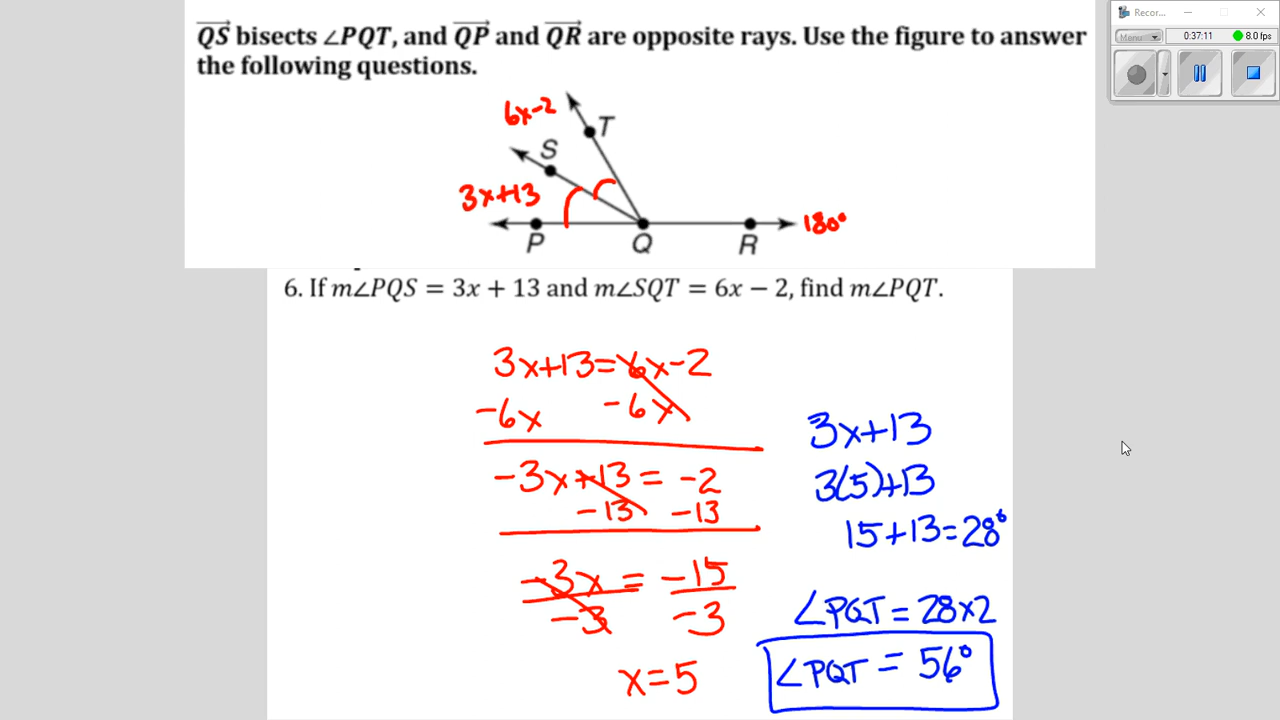 Recor...
Menu
0:37:11
8.0 fps
QS bisects ∠PQT, and QP and QR are opposite rays. Use the figure to answer
the following questions.
6x-2
T
S
3x+13
180°
P
Q
R
6. If m∠PQS = 3x + 13 and m∠SQT = 6x − 2, find m∠PQT.
3x+13=6x-2
-6x -6x
-3x+13= -2
-13 -13
-3x = -15
-3 -3
x=5
3x+13
3(5)+13
15+13=28°
∠PQT = 28x2
∠PQT = 56°